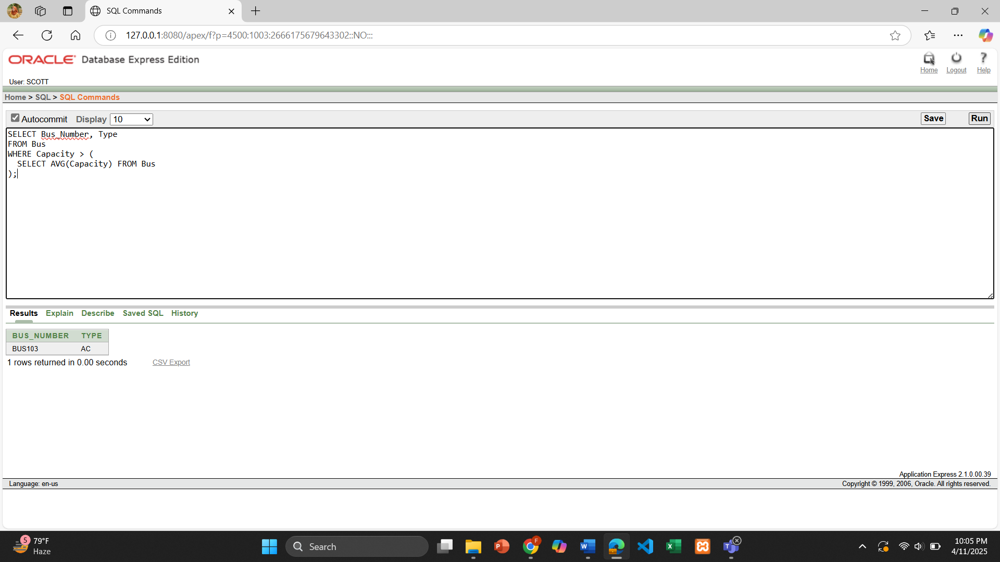 SQL Commands
127.0.0.1:8080/apex/f?p=4500:1003:2666175679643302::NO:::
ORACLE Database Express Edition
Home Logout Help
User: SCOTT
Home > SQL > SQL Commands
Autocommit Display 10 Save Run
SELECT Bus_Number, Type
FROM Bus
WHERE Capacity > (
SELECT AVG(Capacity) FROM Bus
);
Results Explain Describe Saved SQL History
BUS_NUMBER TYPE
BUS103 AC
1 rows returned in 0.00 seconds CSV Export
Application Express 2.1.0.00.39
Language: en-us Copyright © 1999, 2006, Oracle. All rights reserved.
5 79°F
Haze
Search
F
10:05 PM
4/11/2025